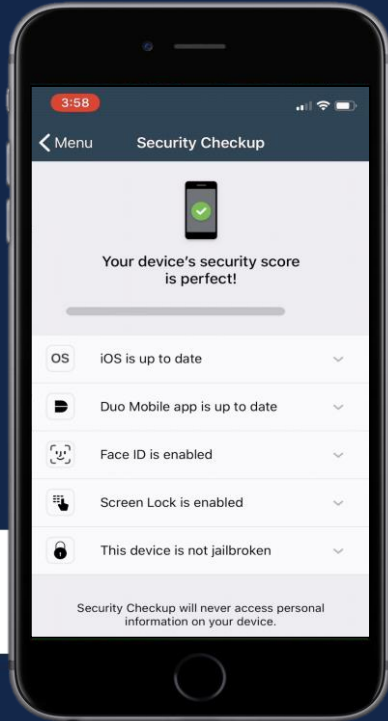 3:58
Menu Security Checkup
Your device's security score
is perfect!
OS iOS is up to date
Duo Mobile app is up to date
Face ID is enabled
Screen Lock is enabled
This device is not jailbroken
Security Checkup will never access personal
information on your device.